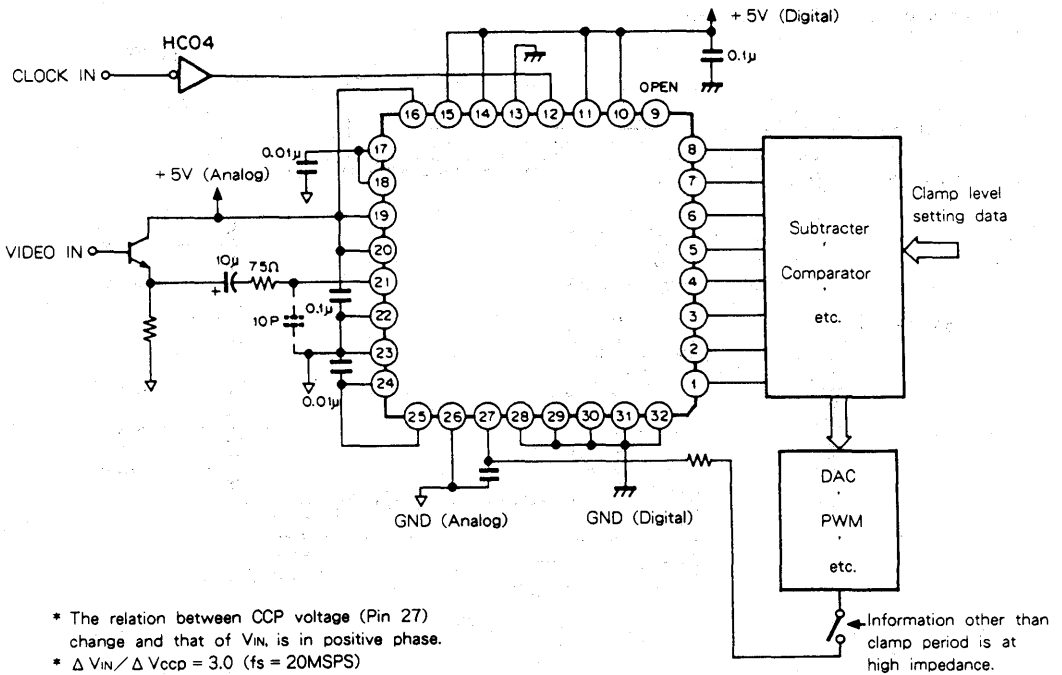 + 5V (Digital)
HC04
0.1µ
CLOCK IN
OPEN
16 15 14 13 12 11 10 9
17
0.01µ
18
+ 5V (Analog)
19
20
VIDEO IN
10µ
+
75Ω
21
10P
0.1µ
22
23
24
0.01µ
25 26 27 28 29 30 31 32
8
7
6
5
4
3
2
1
Subtracter
Comparator
etc.
Clamp level
setting data
DAC
PWM
etc.
GND (Analog)
GND (Digital)
Information other than
clamp period is at
high impedance.
* The relation between CCP voltage (Pin 27)
change and that of VIN, is in positive phase.
* Δ VIN / Δ VCCP = 3.0 (fs = 20MSPS)